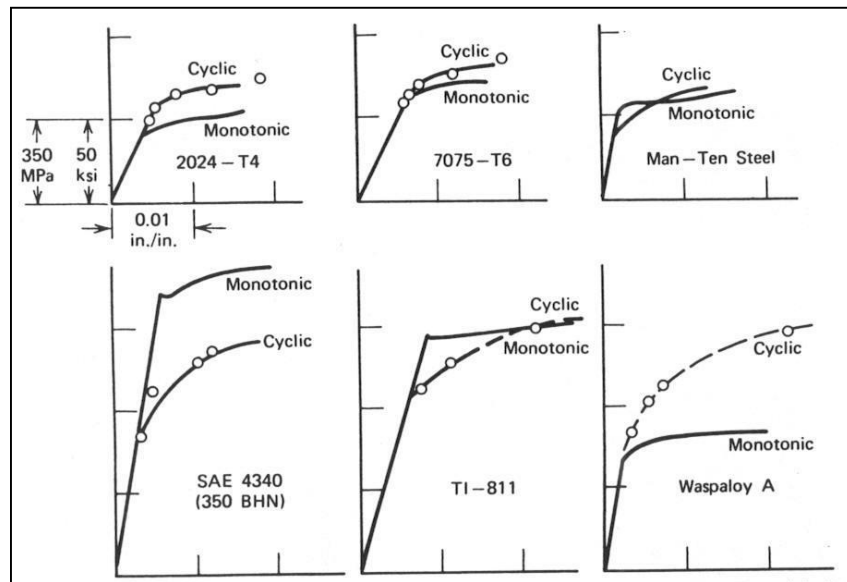 Cyclic
Monotonic
350
MPa
50
ksi
2024–T4
0.01
in./in.
Cyclic
Monotonic
7075–T6
Cyclic
Monotonic
Man–Ten Steel
Monotonic
Cyclic
SAE 4340
(350 BHN)
Cyclic
Monotonic
TI–811
Cyclic
Monotonic
Waspaloy A